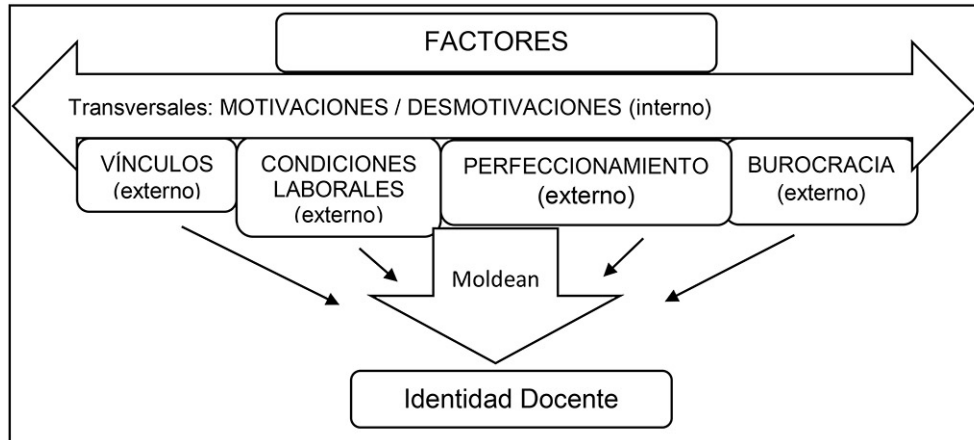 FACTORES
Transversales: MOTIVACIONES / DESMOTIVACIONES (interno)
VÍNCULOS
(externo)
CONDICIONES
LABORALES
(externo)
PERFECCIONAMIENTO
(externo)
BUROCRACIA
(externo)
Moldean
Identidad Docente